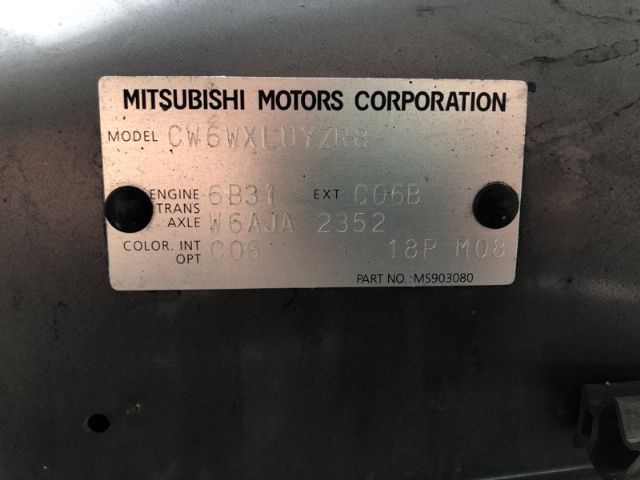 MITSUBISHI MOTORS CORPORATION
MODEL CW6WXLUYZR8
ENGINE 6B31 EXT C06B
TRANS
AXLE W6AJA 2352
COLOR. INT C06 18P M08
OPT
PART NO.: M5903080